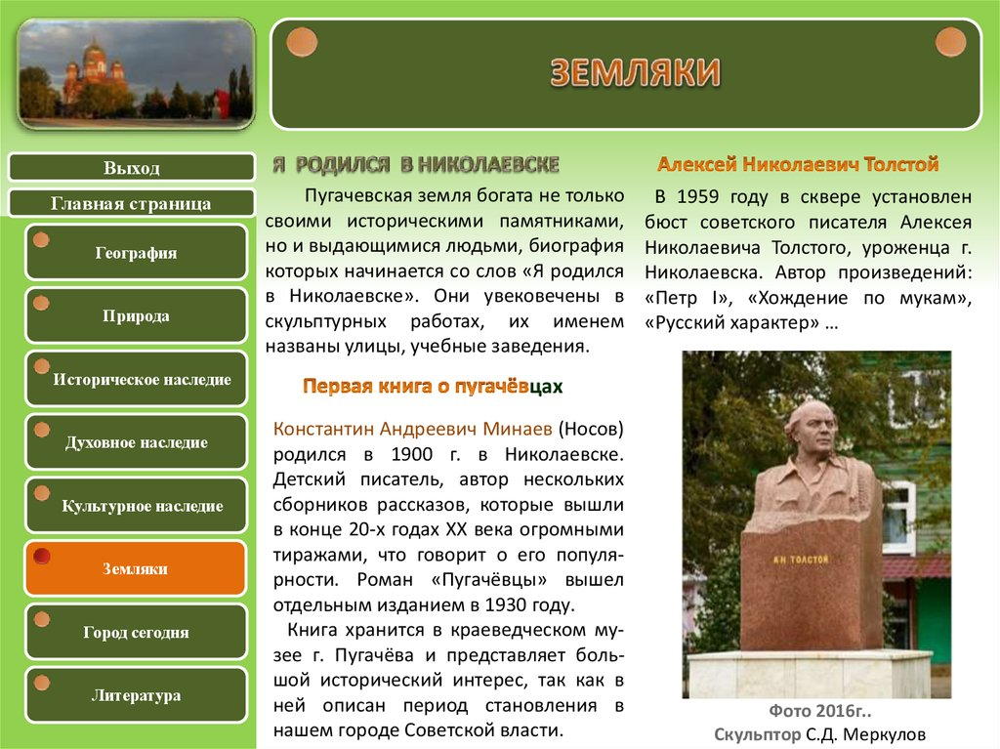 ЗЕМЛЯКИ
Выход
Главная страница
География
Природа
Историческое наследие
Духовное наследие
Культурное наследие
Земляки
Город сегодня
Литература
Я РОДИЛСЯ В НИКОЛАЕВСКЕ
Пугачевская земля богата не только
своими историческими памятниками,
но и выдающимися людьми, биография
которых начинается со слов «Я родился
в Николаевске». Они увековечены в
скульптурных работах, их именем
названы улицы, учебные заведения.
Первая книга о пугачёвцах
Константин Андреевич Минаев (Носов)
родился в 1900 г. в Николаевске.
Детский писатель, автор нескольких
сборников рассказов, которые вышли
в конце 20-х годах XX века огромными
тиражами, что говорит о его популя-
рности. Роман «Пугачёвцы» вышел
отдельным изданием в 1930 году.
Книга хранится в краеведческом му-
зее г. Пугачёва и представляет боль-
шой исторический интерес, так как в
ней описан период становления в
нашем городе Советской власти.
Алексей Николаевич Толстой
В 1959 году в сквере установлен
бюст советского писателя Алексея
Николаевича Толстого, уроженца г.
Николаевска. Автор произведений:
«Петр I», «Хождение по мукам»,
«Русский характер» …
А·Н ТОЛСТОЙ
Фото 2016г..
Скульптор С.Д. Меркулов